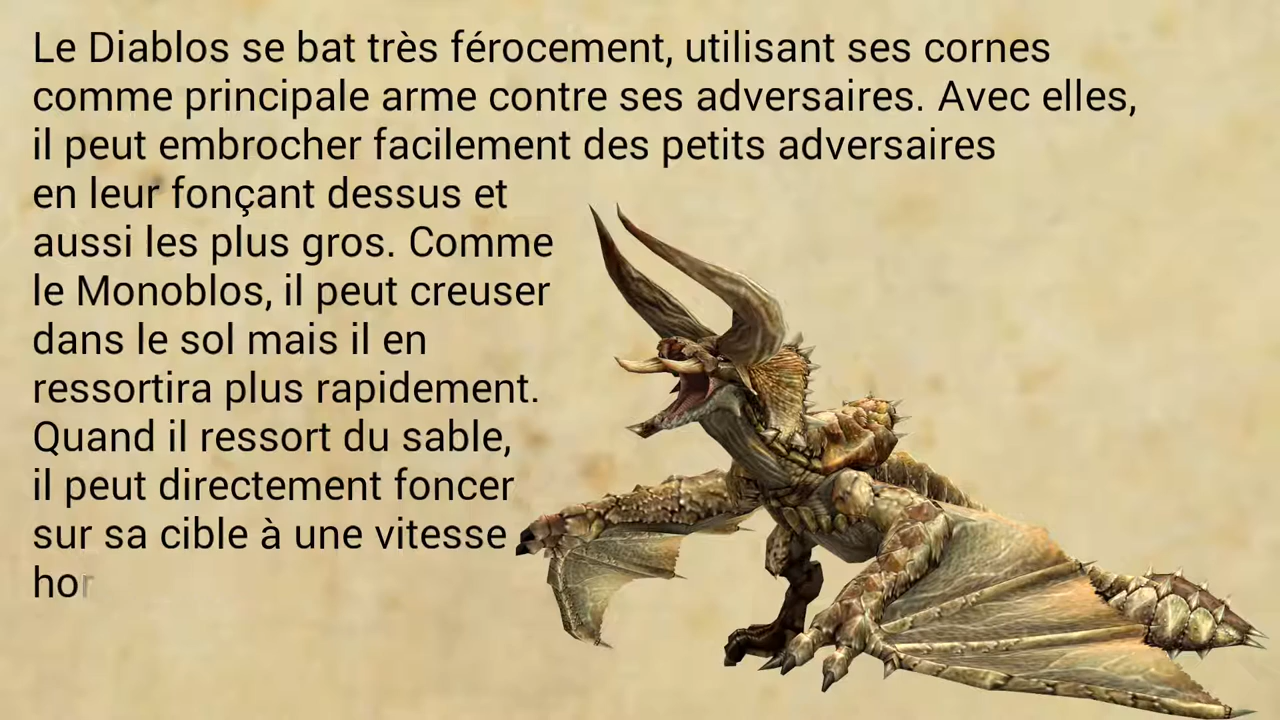 Le Diablos se bat très férocement, utilisant ses cornes
comme principale arme contre ses adversaires. Avec elles,
il peut embrocher facilement des petits adversaires
en leur fonçant dessus et
aussi les plus gros. Comme
le Monoblos, il peut creuser
dans le sol mais il en
ressortira plus rapidement.
Quand il ressort du sable,
il peut directement foncer
sur sa cible à une vitesse
hor